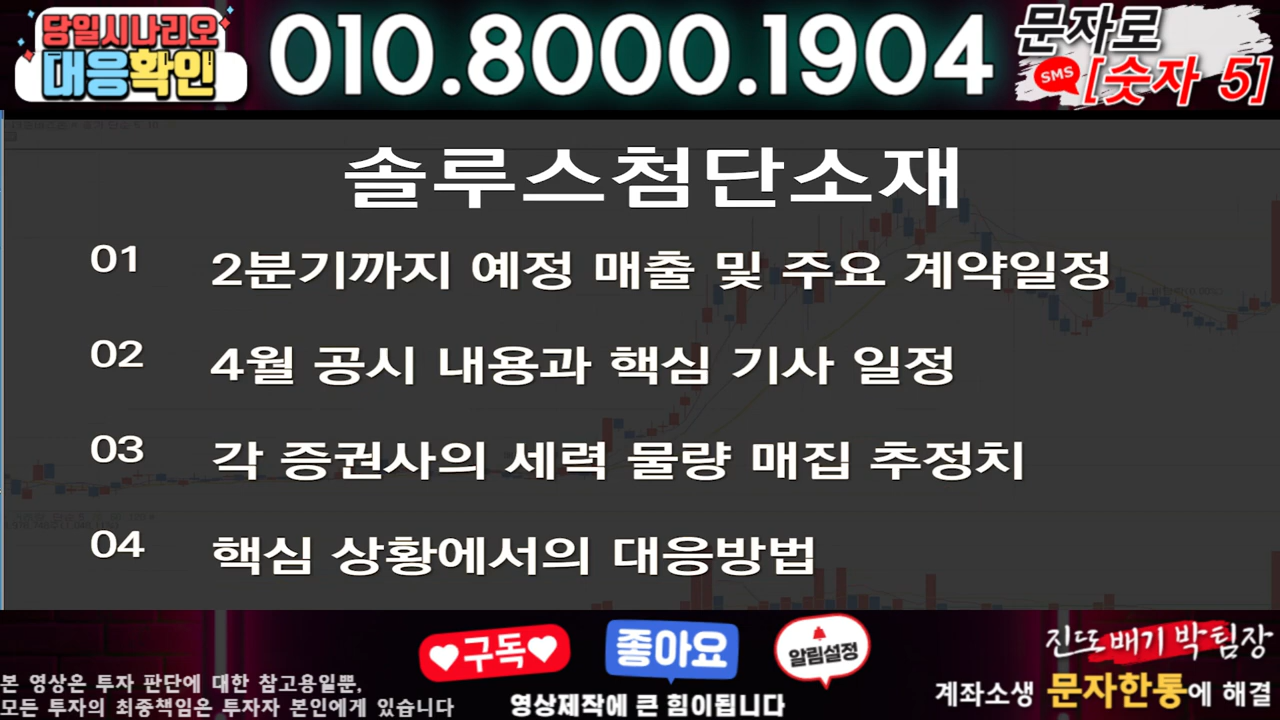 당일시나리오
대응확인
010.8000.1904
문자로
SMS
[숫자 5]
솔루스첨단소재
01 2분기까지 예정 매출 및 주요 계약일정
02 4월 공시 내용과 핵심 기사 일정
03 각 증권사의 세력 물량 매집 추정치
04 핵심 상황에서의 대응방법
구독
좋아요
알림설정
영상제작에 큰 힘이됩니다
본 영상은 투자 판단에 대한 참고용일뿐,
모든 투자의 최종책임은 투자자 본인에게 있습니다
진또배기 박팀장
계좌소생 문자한통에 해결